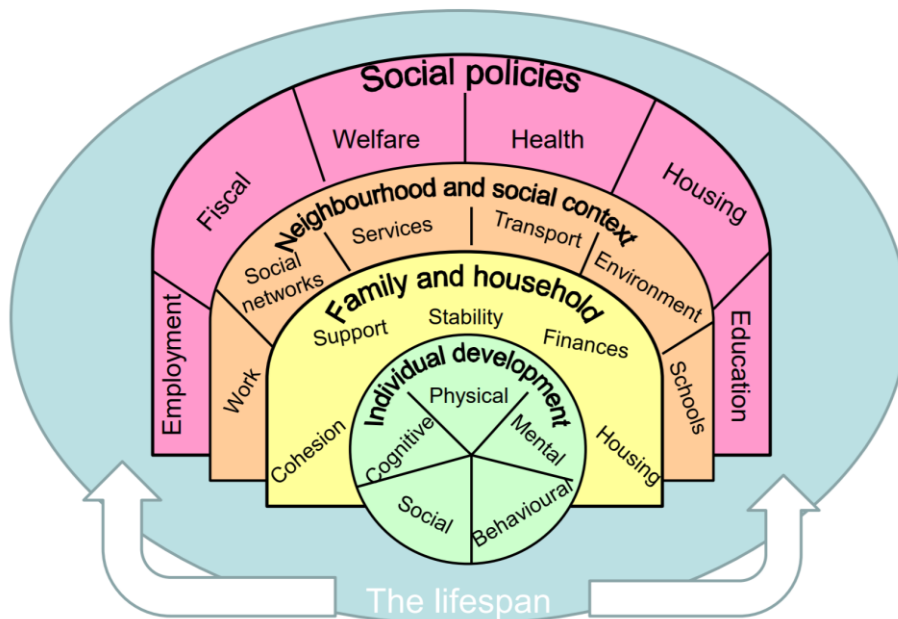 Social policies
Employment
Fiscal
Welfare
Health
Housing
Education
Neighbourhood and social context
Work
Social
networks
Services
Transport
Environment
Schools
Family and household
Cohesion
Support
Stability
Finances
Housing
Individual development
Cognitive
Physical
Mental
Social
Behavioural
The lifespan